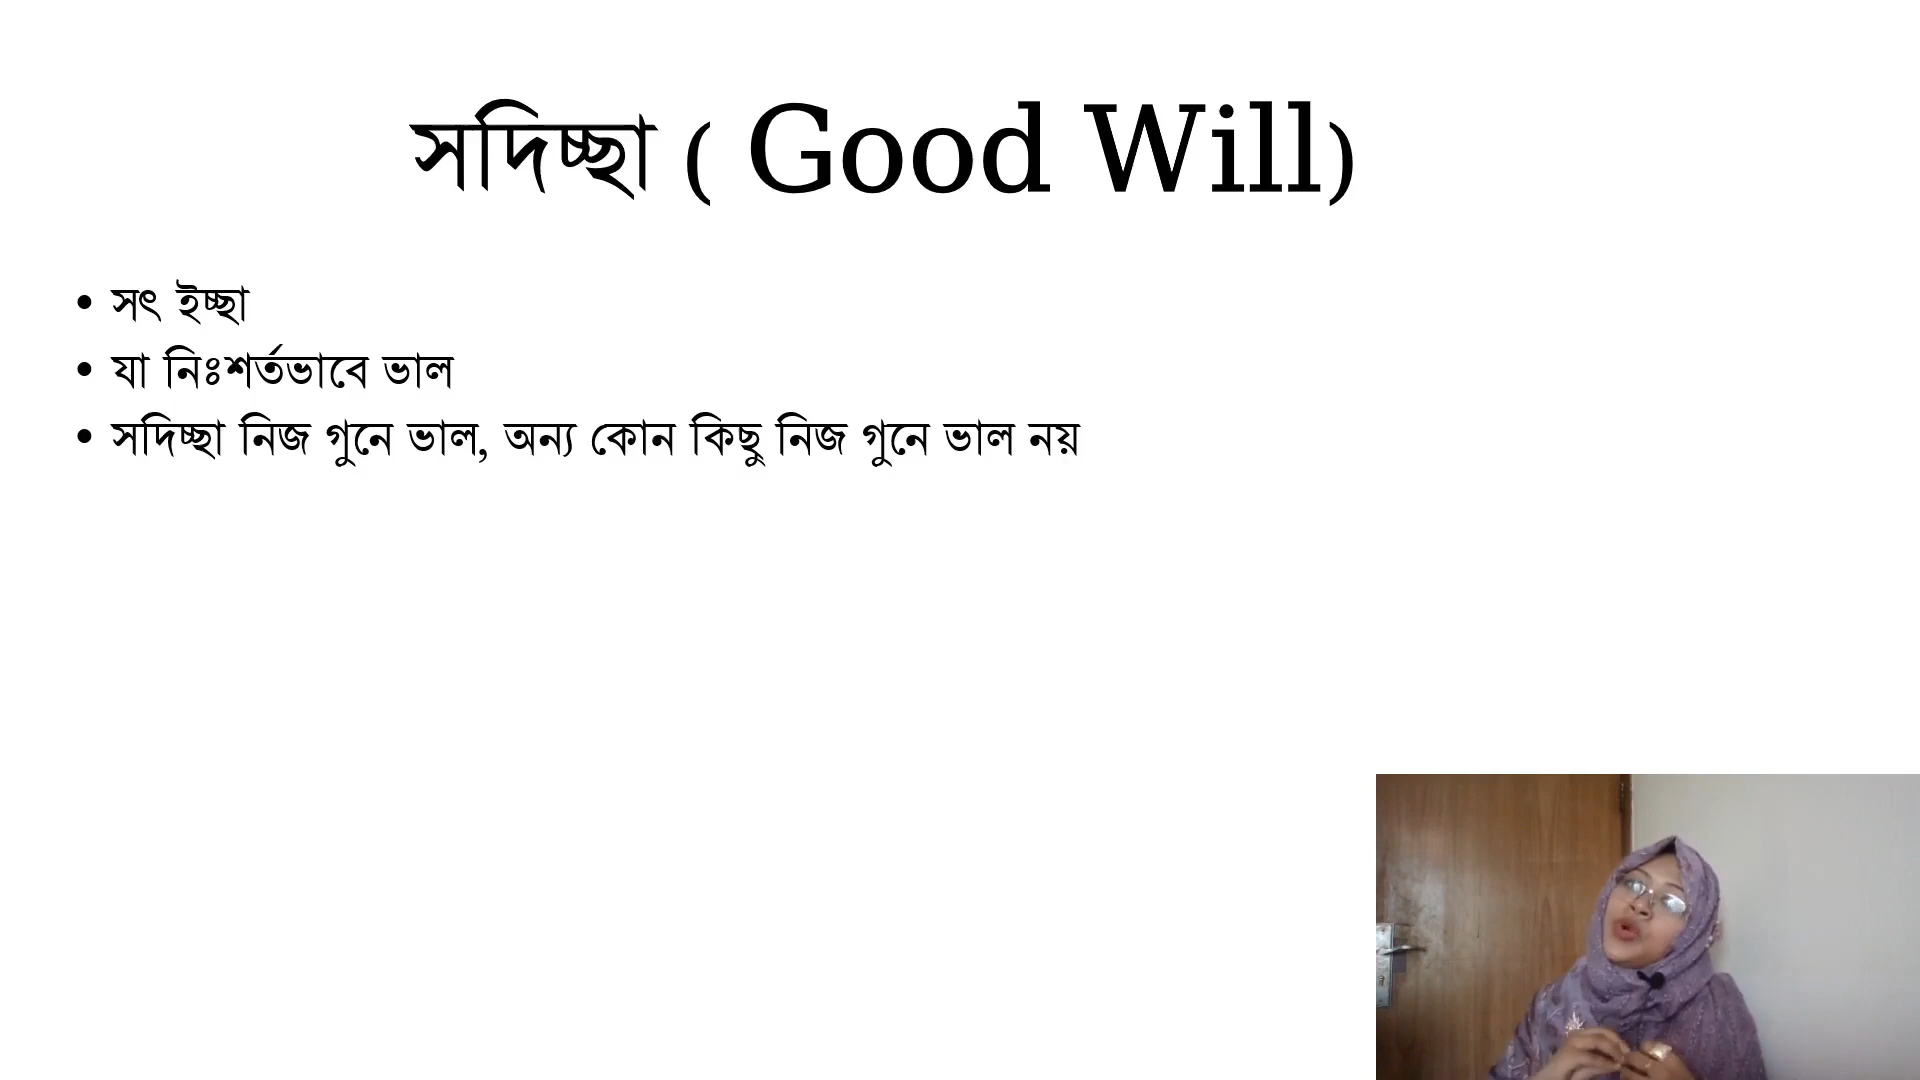 সদিচ্ছা ( Good Will)
• সৎ ইচ্ছা
• যা নিঃশর্তভাবে ভাল
• সদিচ্ছা নিজ গুনে ভাল, অন্য কোন কিছু নিজ গুনে ভাল নয়